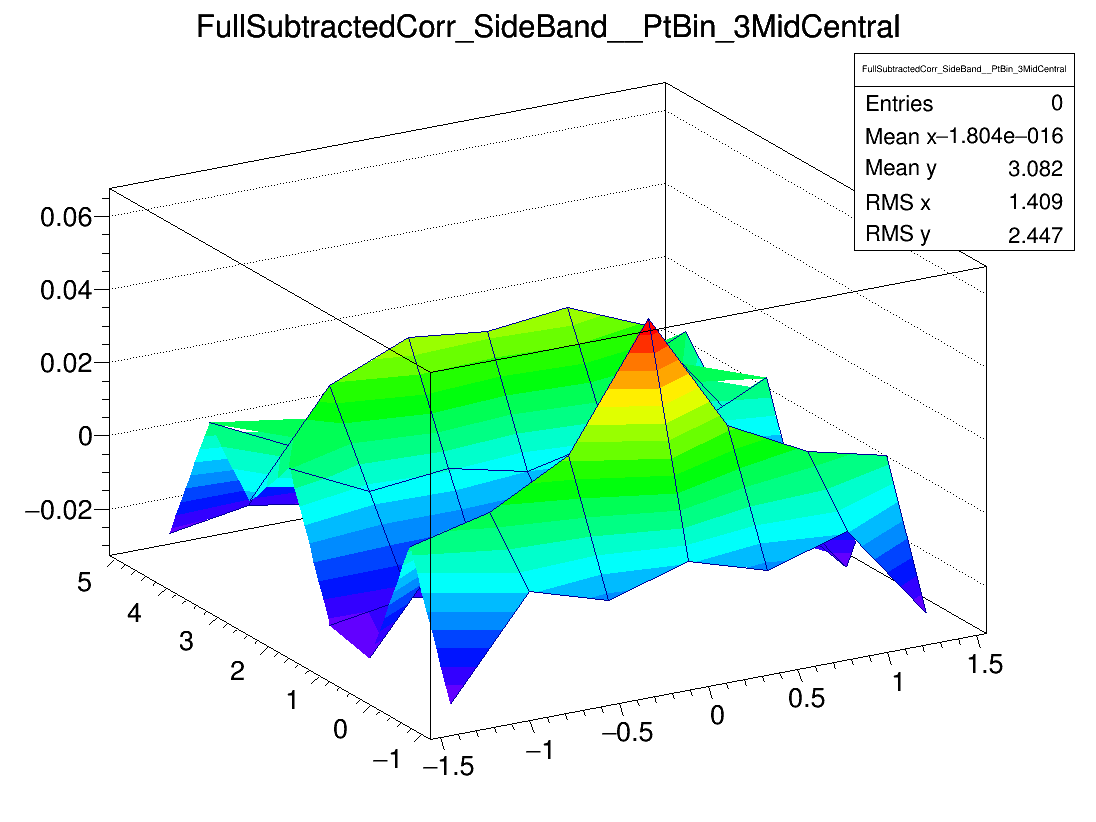 FullSubtractedCorr_SideBand__PtBin_3MidCentral
FullSubtractedCorr_SideBand__PtBin_3MidCentral
Entries 0
Mean x−1.804e−016
Mean y 3.082
RMS x 1.409
RMS y 2.447
0.06
0.04
0.02
0
−0.02
5
4
3
2
1
0
−1
−1.5
−1
−0.5
0
0.5
1
1.5